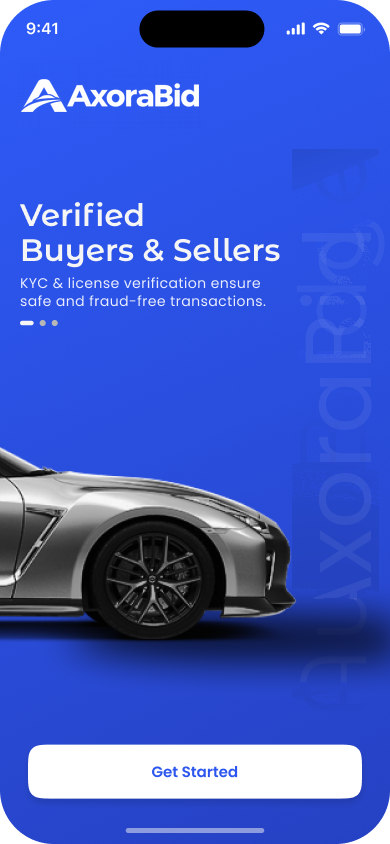 9:41
AxoraBid
Verified
Buyers & Sellers
KYC & license verification ensure
safe and fraud-free transactions.
AxoraBid
Get Started